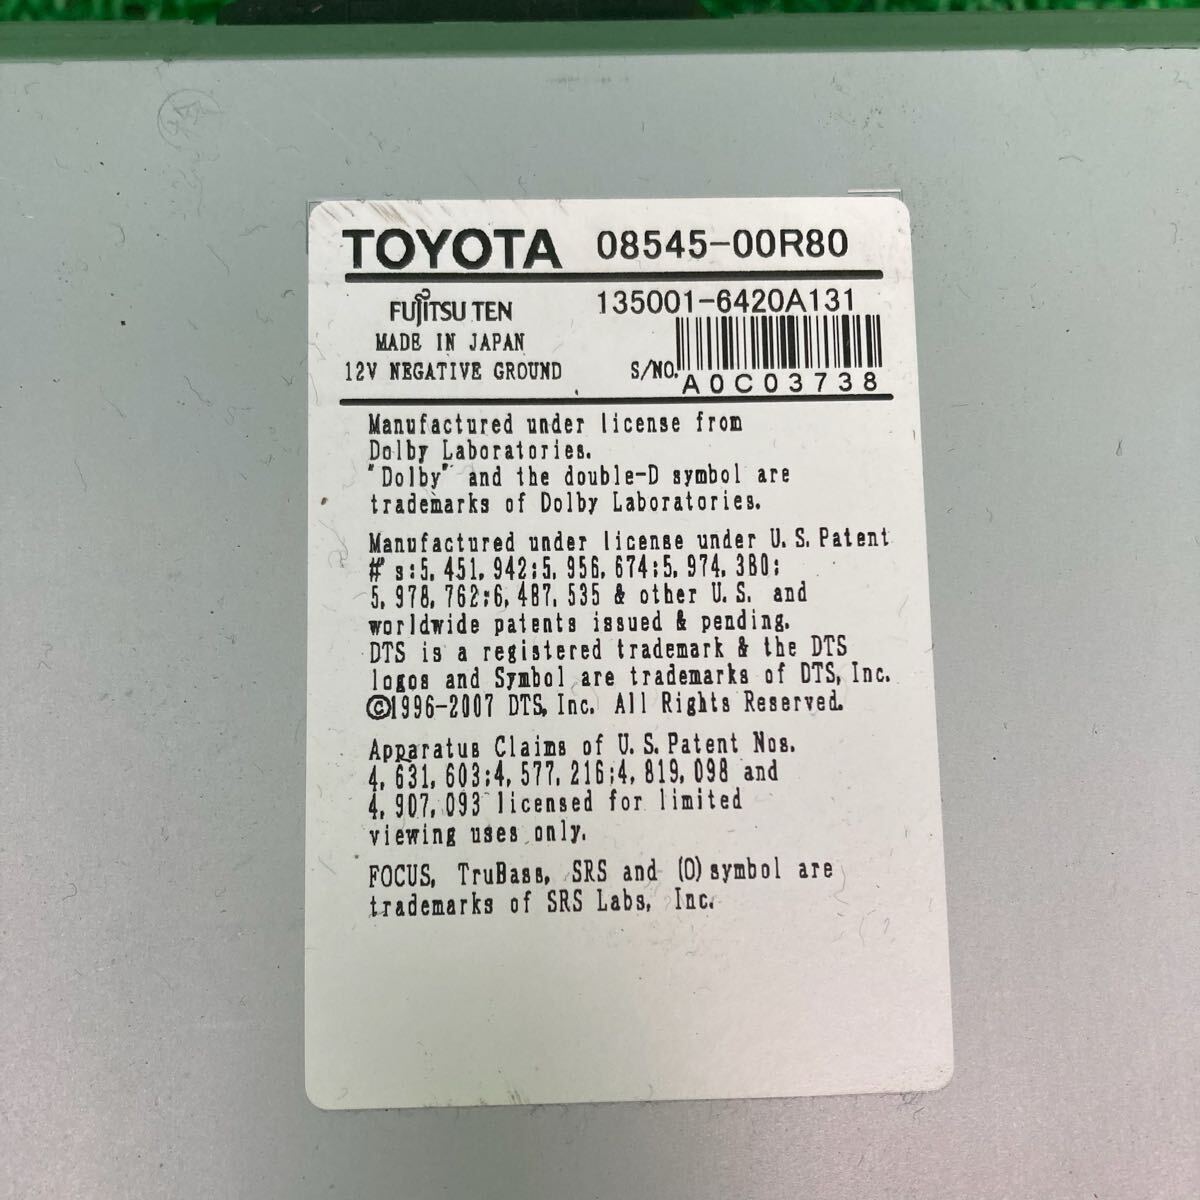 TOYOTA 08545-00R80
FUJITSU TEN 135001-6420A131
MADE IN JAPAN
12V NEGATIVE GROUND S/NO. A0C03738
Manufactured under license from
Dolby Laboratories.
"Dolby" and the double-D symbol are
trademarks of Dolby Laboratories.
Manufactured under license under U.S. Patent
#'s:5,451,942;5,956,674;5,974,380;
5,978,762;6,487,535 & other U.S. and
worldwide patents issued & pending.
DTS is a registered trademark & the DTS
logos and Symbol are trademarks of DTS, Inc.
©1996-2007 DTS, Inc. All Rights Reserved.
Apparatus Claims of U.S. Patent Nos.
4,631,603;4,577,216;4,819,098 and
4,907,093 licensed for limited
viewing uses only.
FOCUS, TruBass, SRS and (O) symbol are
trademarks of SRS Labs, Inc.